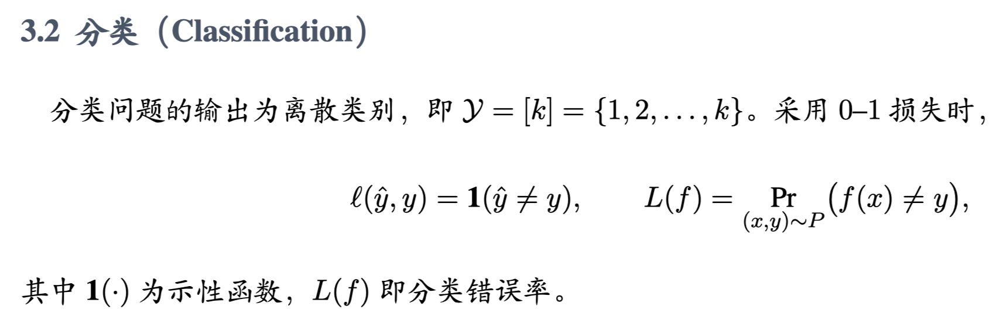 3.2 分类（Classification）
分类问题的输出为离散类别，即 𝒴 = [k] = {1, 2, . . . , k}。采用 0–1 损失时，
ℓ(ŷ, y) = 𝟏(ŷ ≠ y), L(f) = Pr_{(x,y)∼P} (f(x) ≠ y),
其中 𝟏(·) 为示性函数，L(f) 即分类错误率。